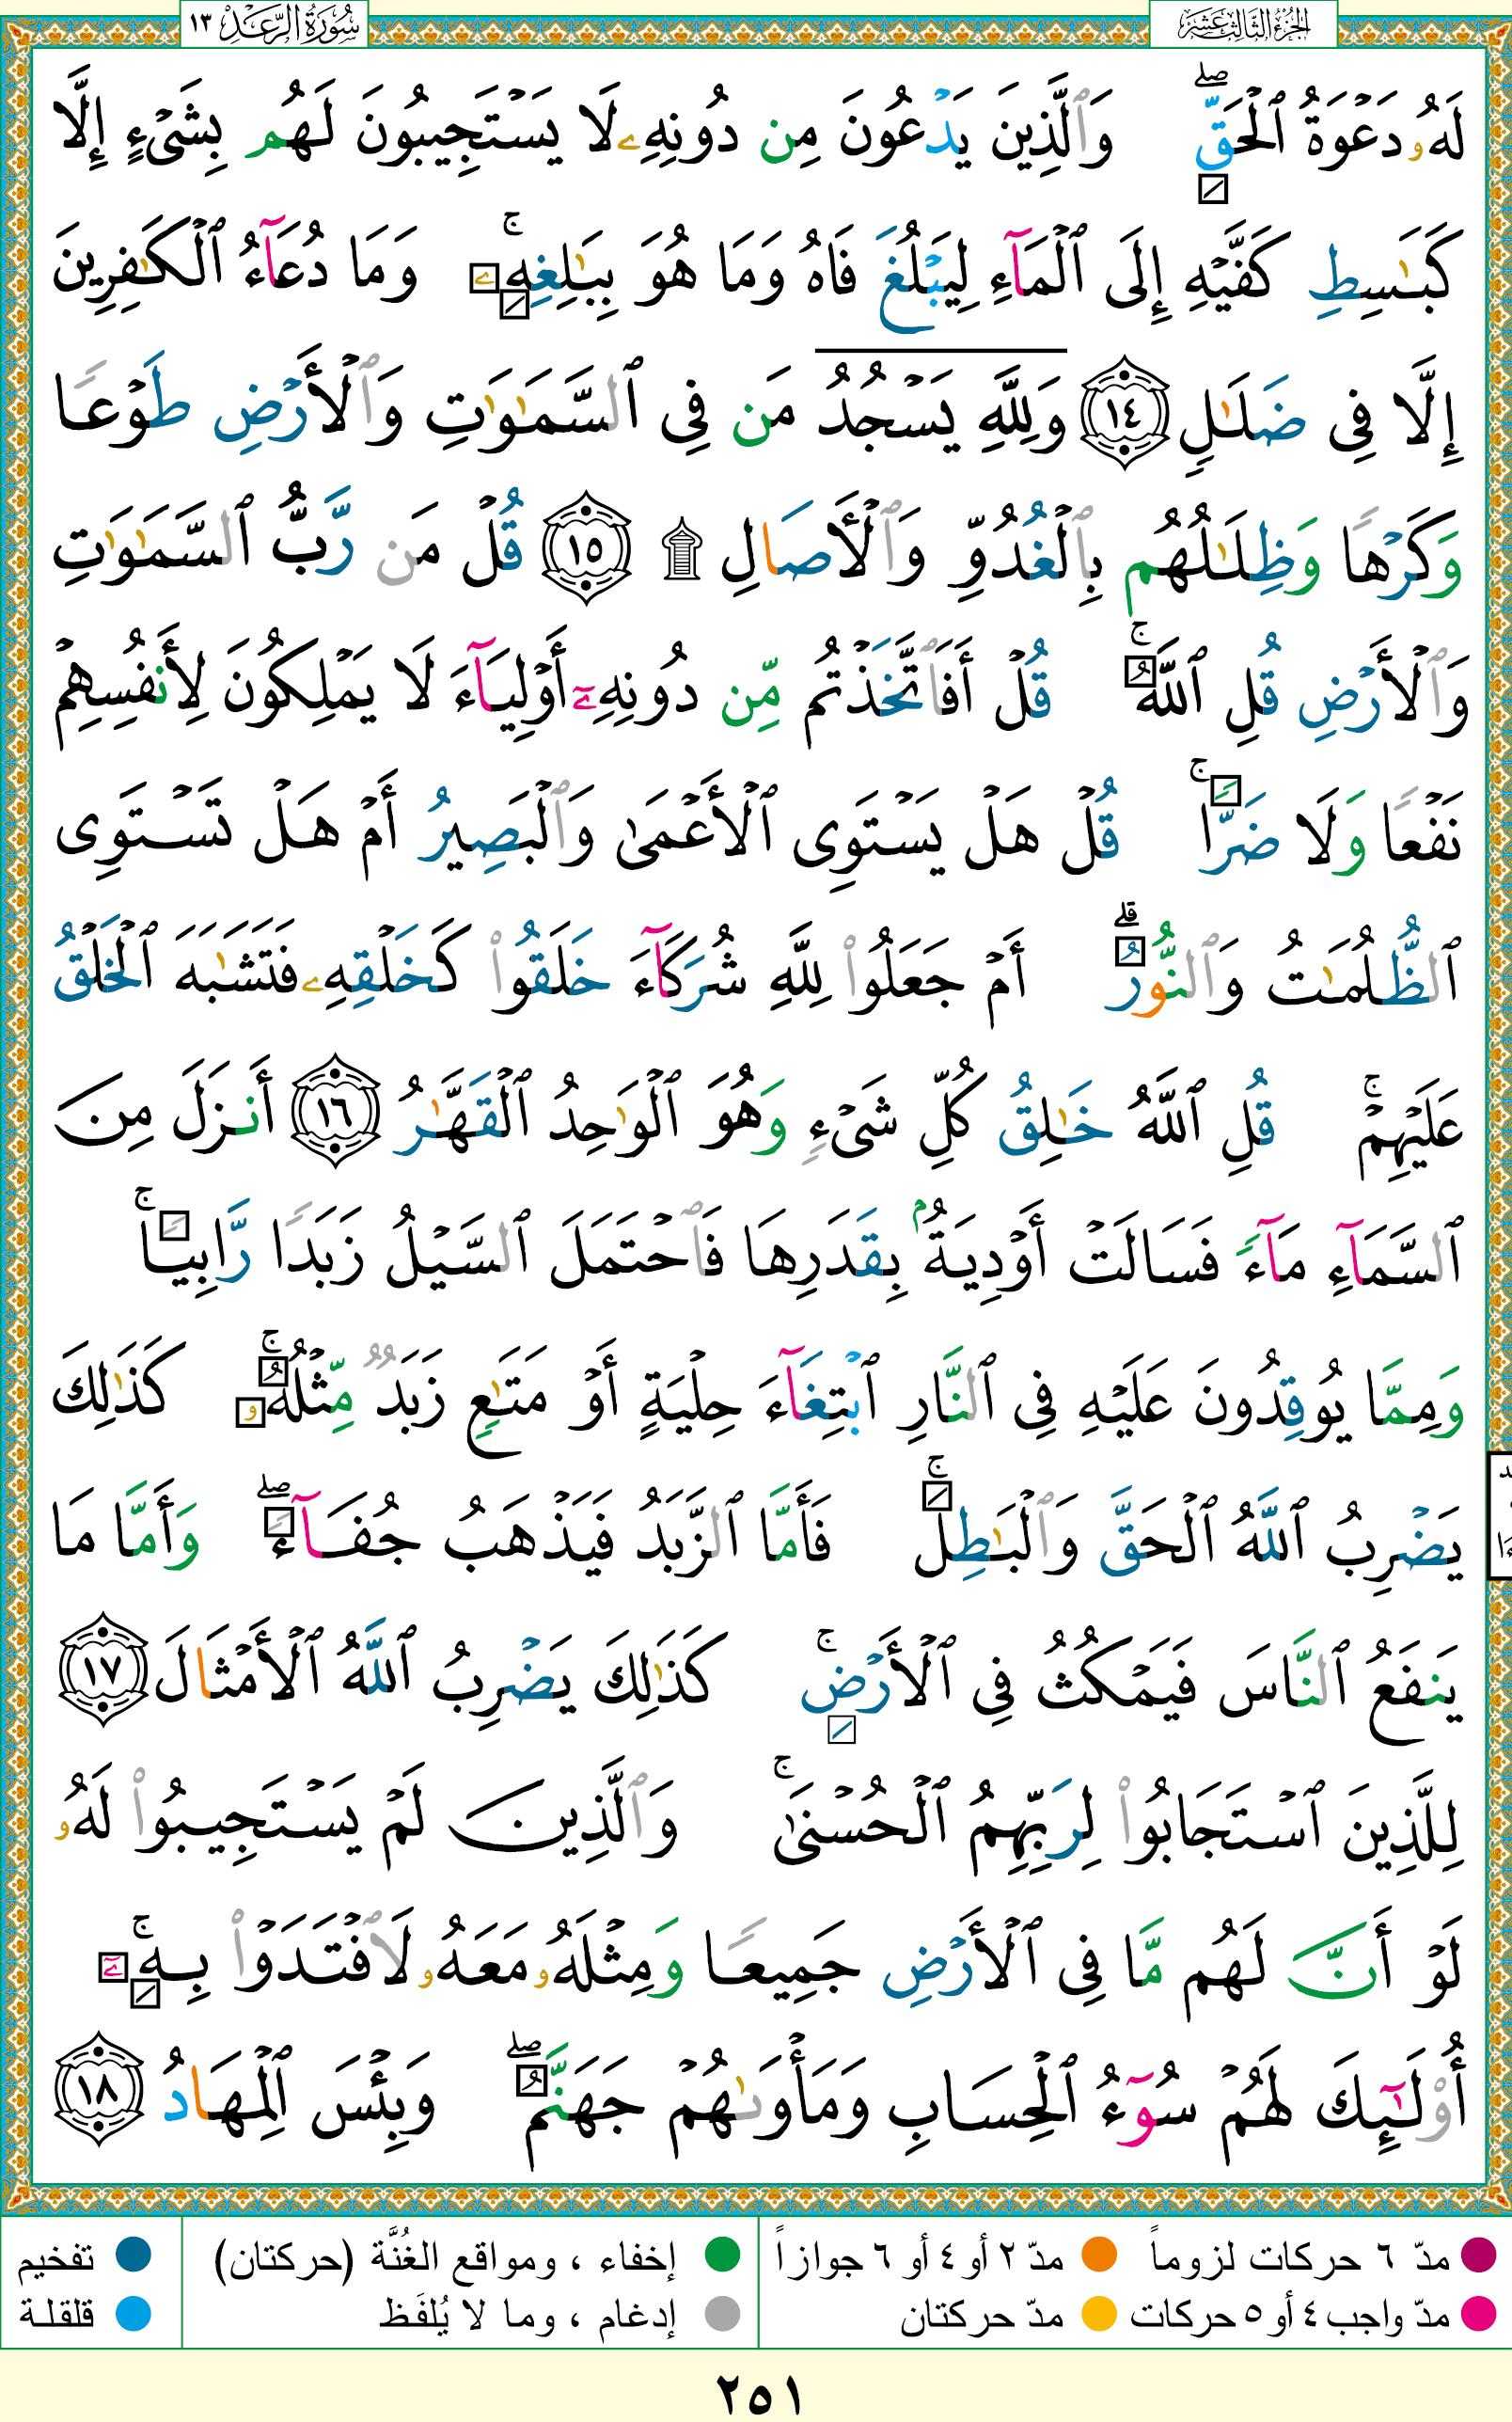 الجزء الثالث عشر
سورة الرعد ١٣
لَهُۥ دَعْوَةُ ٱلْحَقِّ ۖ وَٱلَّذِينَ يَدْعُونَ مِن دُونِهِۦ لَا يَسْتَجِيبُونَ لَهُم بِشَىْءٍ إِلَّا
كَبَـٰسِطِ كَفَّيْهِ إِلَى ٱلْمَآءِ لِيَبْلُغَ فَاهُ وَمَا هُوَ بِبَـٰلِغِهِۦ ۚ وَمَا دُعَآءُ ٱلْكَـٰفِرِينَ
إِلَّا فِى ضَلَـٰلٍ ١٤ وَلِلَّهِ يَسْجُدُ مَن فِى ٱلسَّمَـٰوَٰتِ وَٱلْأَرْضِ طَوْعًا
وَكَرْهًا وَظِلَـٰلُهُم بِٱلْغُدُوِّ وَٱلْأَصَالِ ۩ ١٥ قُلْ مَن رَّبُّ ٱلسَّمَـٰوَٰتِ
وَٱلْأَرْضِ قُلِ ٱللَّهُ ۚ قُلْ أَفَٱتَّخَذْتُم مِّن دُونِهِۦٓ أَوْلِيَآءَ لَا يَمْلِكُونَ لِأَنفُسِهِمْ
نَفْعًا وَلَا ضَرًّا ۚ قُلْ هَلْ يَسْتَوِى ٱلْأَعْمَىٰ وَٱلْبَصِيرُ أَمْ هَلْ تَسْتَوِى
ٱلظُّلُمَـٰتُ وَٱلنُّورُ ۗ أَمْ جَعَلُوا۟ لِلَّهِ شُرَكَآءَ خَلَقُوا۟ كَخَلْقِهِۦ فَتَشَـٰبَهَ ٱلْخَلْقُ
عَلَيْهِمْ ۚ قُلِ ٱللَّهُ خَـٰلِقُ كُلِّ شَىْءٍ وَهُوَ ٱلْوَٰحِدُ ٱلْقَهَّـٰرُ ١٦ أَنزَلَ مِنَ
ٱلسَّمَآءِ مَآءً فَسَالَتْ أَوْدِيَةٌۢ بِقَدَرِهَا فَٱحْتَمَلَ ٱلسَّيْلُ زَبَدًا رَّابِيًا ۚ
وَمِمَّا يُوقِدُونَ عَلَيْهِ فِى ٱلنَّارِ ٱبْتِغَآءَ حِلْيَةٍ أَوْ مَتَـٰعٍ زَبَدٌ مِّثْلُهُۥ ۚ كَذَٰلِكَ
يَضْرِبُ ٱللَّهُ ٱلْحَقَّ وَٱلْبَـٰطِلَ ۚ فَأَمَّا ٱلزَّبَدُ فَيَذْهَبُ جُفَآءً ۖ وَأَمَّا مَا
يَنفَعُ ٱلنَّاسَ فَيَمْكُثُ فِى ٱلْأَرْضِ ۚ كَذَٰلِكَ يَضْرِبُ ٱللَّهُ ٱلْأَمْثَالَ ١٧
لِلَّذِينَ ٱسْتَجَابُوا۟ لِرَبِّهِمُ ٱلْحُسْنَىٰ ۚ وَٱلَّذِينَ لَمْ يَسْتَجِيبُوا۟ لَهُۥ
لَوْ أَنَّ لَهُم مَّا فِى ٱلْأَرْضِ جَمِيعًا وَمِثْلَهُۥ مَعَهُۥ لَٱفْتَدَوْا۟ بِهِۦٓ ۚ
أُو۟لَـٰٓئِكَ لَهُمْ سُوٓءُ ٱلْحِسَابِ وَمَأْوَىٰهُمْ جَهَنَّمُ ۖ وَبِئْسَ ٱلْمِهَادُ ١٨
مدّ ٦ حركات لزوماً مدّ ٢ أو ٤ أو ٦ جوازاً إخفاء ، ومواقع الغُنَّة (حركتان) تفخيم
مدّ واجب ٤ أو ٥ حركات مدّ حركتان إدغام ، وما لا يُلفَظ قلقلة
٢٥١